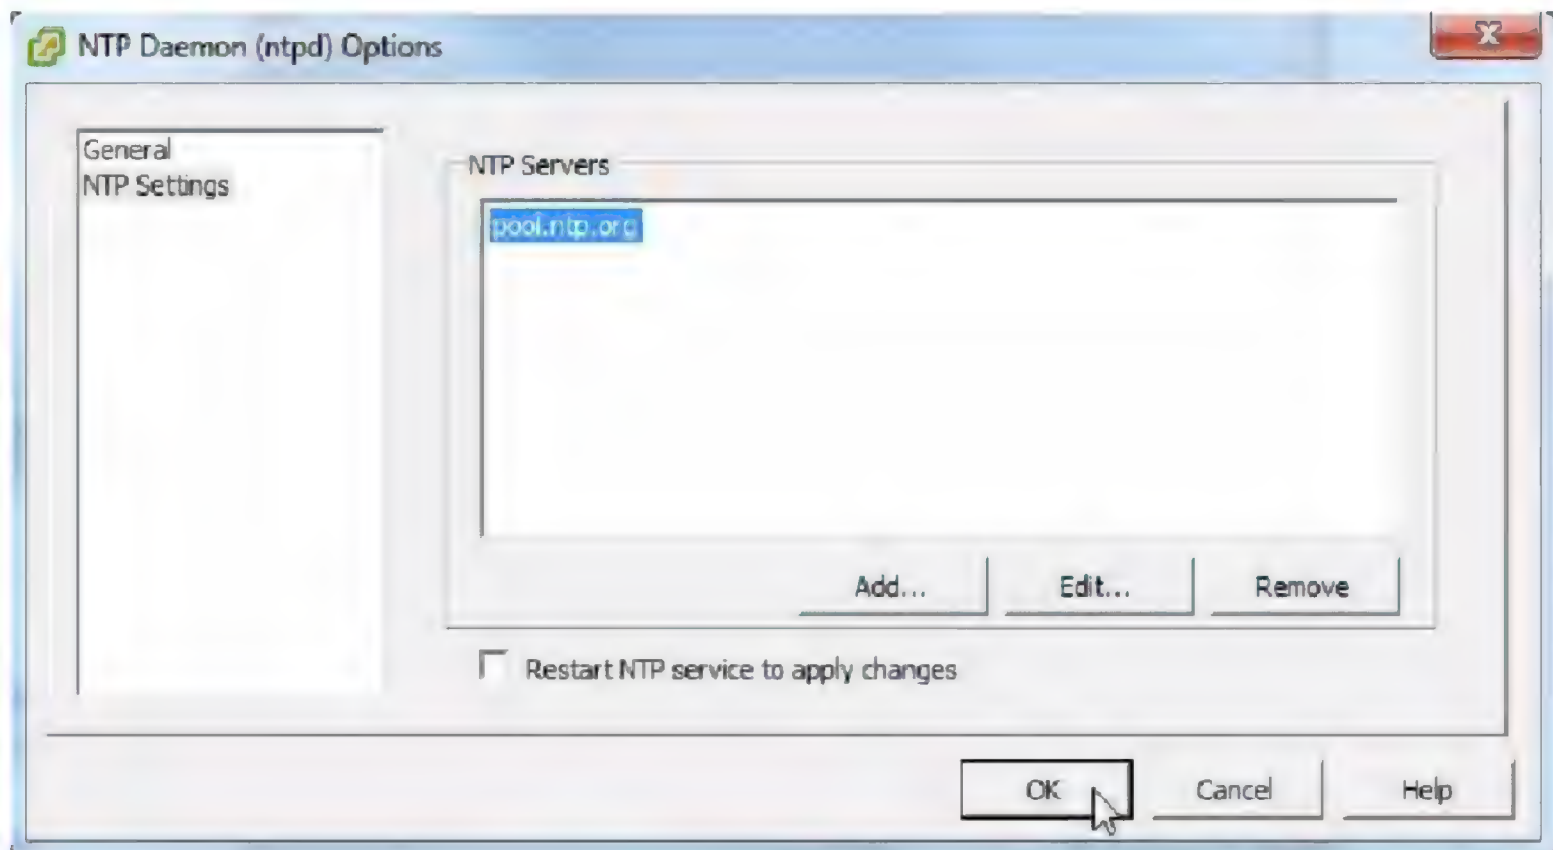 NTP Daemon (ntpd) Options
General
NTP Settings
NTP Servers
pool.ntp.org
Add...
Edit...
Remove
Restart NTP service to apply changes
OK
Cancel
Help